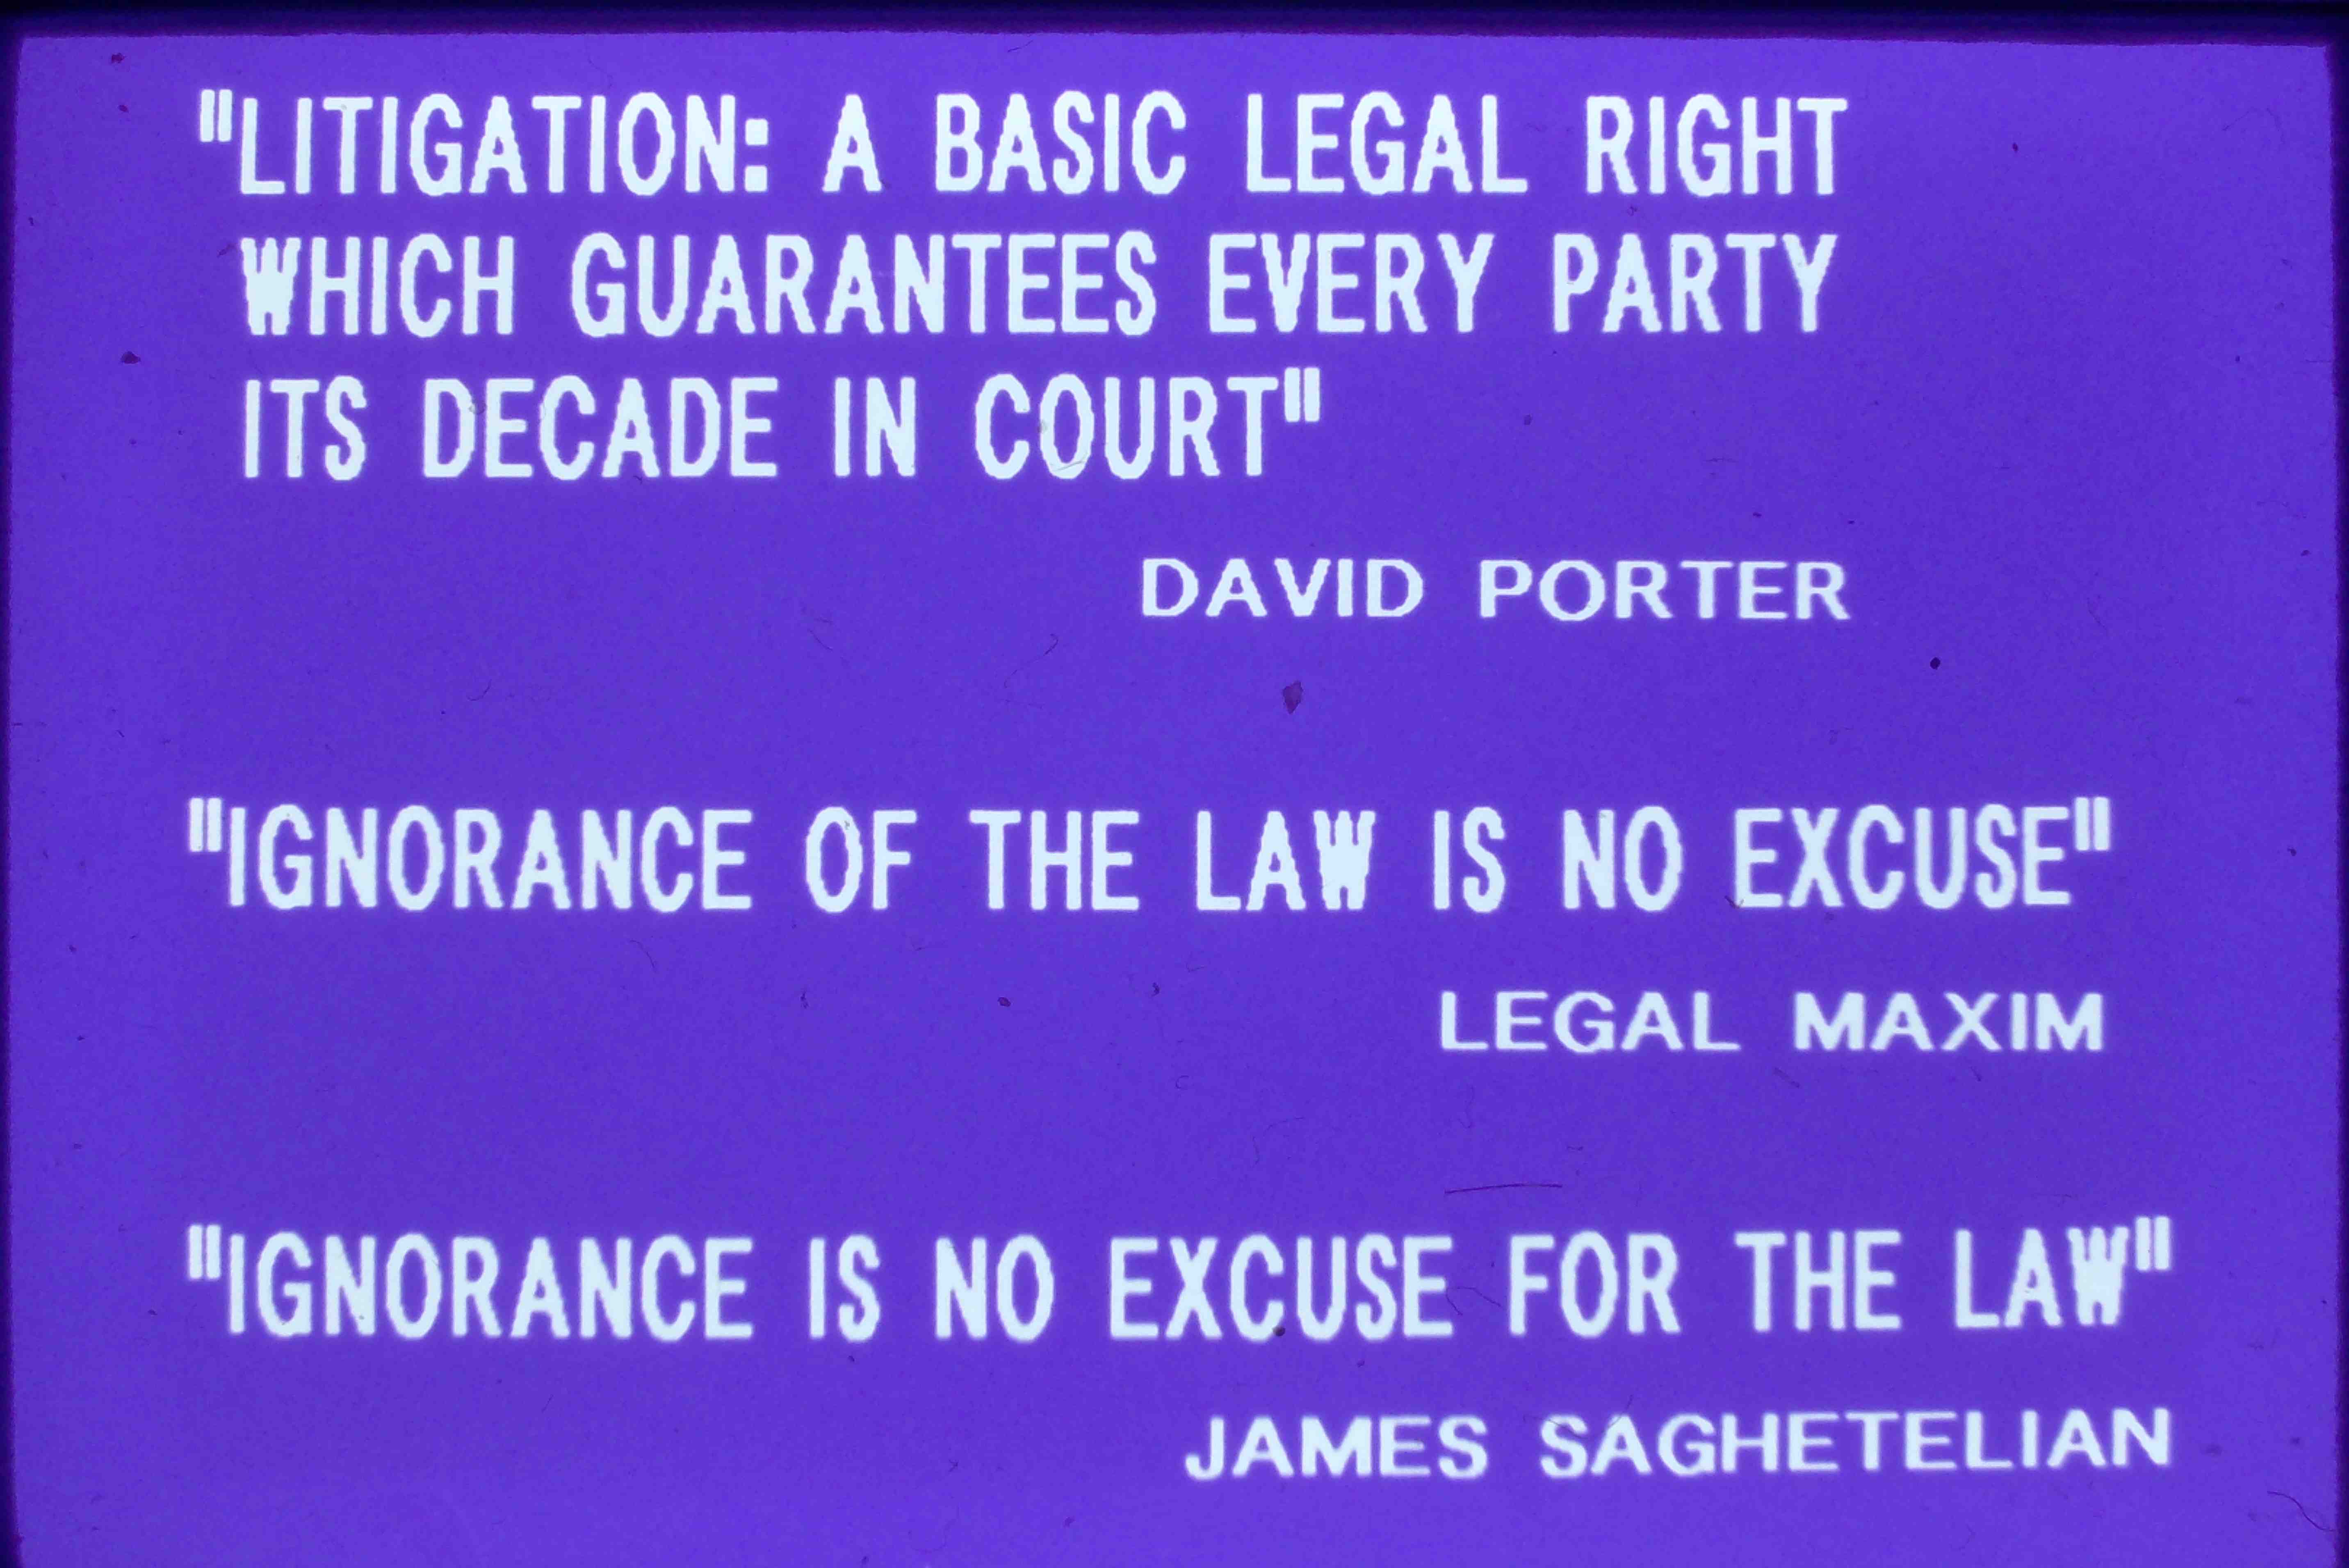 "LITIGATION: A BASIC LEGAL RIGHT
WHICH GUARANTEES EVERY PARTY
ITS DECADE IN COURT"
DAVID PORTER
"IGNORANCE OF THE LAW IS NO EXCUSE"
LEGAL MAXIM
"IGNORANCE IS NO EXCUSE FOR THE LAW"
JAMES SAGHETELIAN